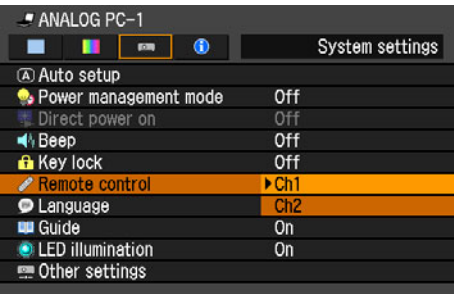 ANALOG PC-1
System settings
Auto setup
Power management mode Off
Direct power on Off
Beep Off
Key lock Off
Remote control Ch1
Language Ch2
Guide On
LED illumination On
Other settings